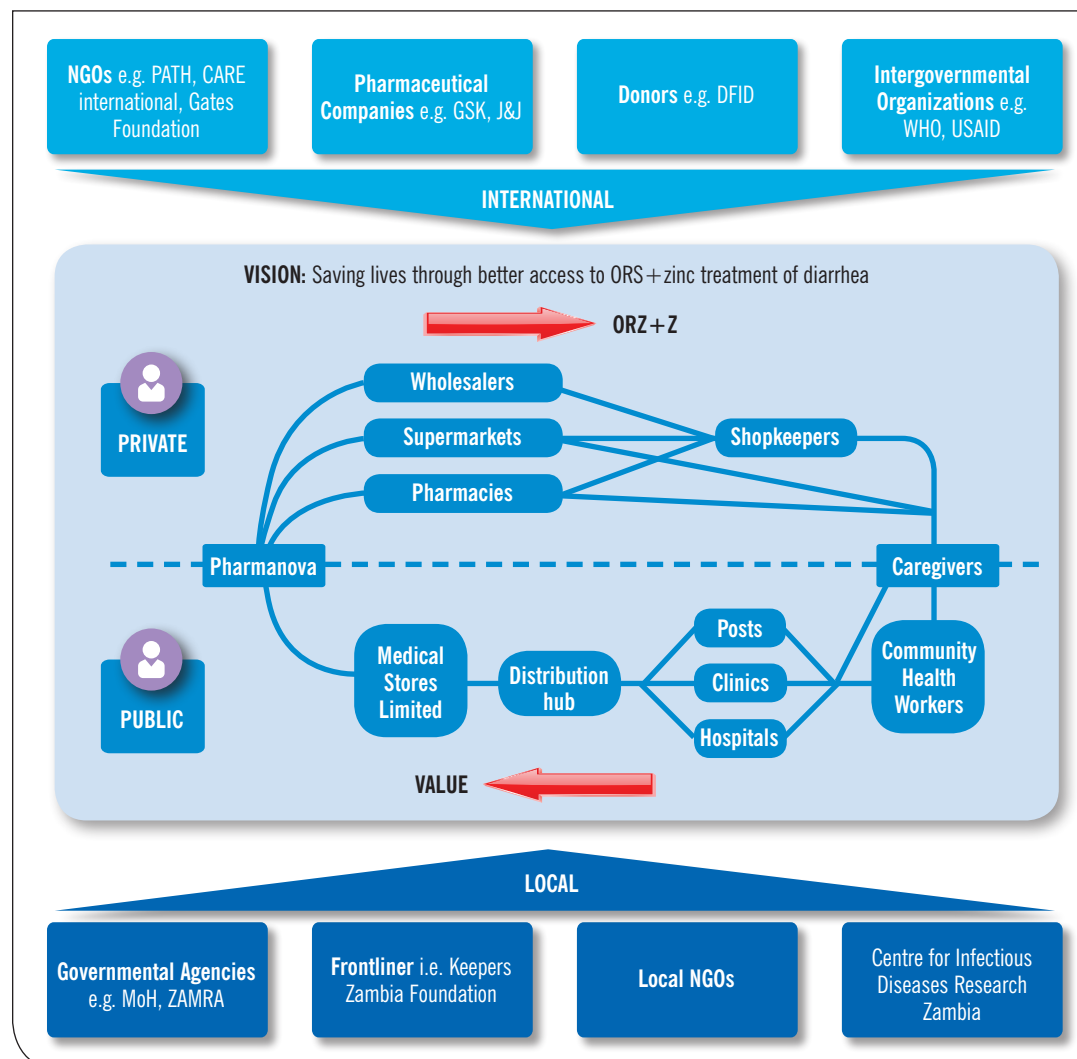 NGOs e.g. PATH, CARE
international, Gates
Foundation
Pharmaceutical
Companies e.g. GSK, J&J
Donors e.g. DFID
Intergovernmental
Organizations e.g.
WHO, USAID
INTERNATIONAL
VISION: Saving lives through better access to ORS+zinc treatment of diarrhea
ORZ+Z
PRIVATE
Wholesalers
Supermarkets
Pharmacies
Shopkeepers
Pharmanova
Caregivers
PUBLIC
Medical
Stores
Limited
Distribution
hub
Posts
Clinics
Hospitals
Community
Health
Workers
VALUE
LOCAL
Governmental Agencies
e.g. MoH, ZAMRA
Frontliner i.e. Keepers
Zambia Foundation
Local NGOs
Centre for Infectious
Diseases Research
Zambia